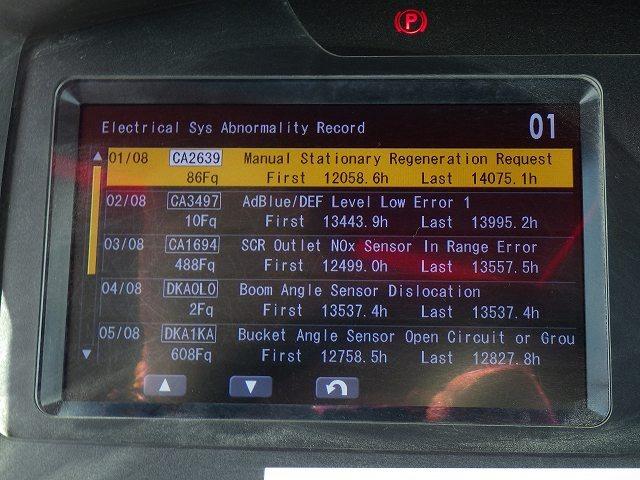 P
Electrical Sys Abnormality Record 01
01/08 CA2639 Manual Stationary Regeneration Request
86Fq First 12058.6h Last 14075.1h
02/08 CA3497 AdBlue/DEF Level Low Error 1
10Fq First 13443.9h Last 13995.2h
03/08 CA1694 SCR Outlet NOx Sensor In Range Error
488Fq First 12499.0h Last 13557.5h
04/08 DKA0L0 Boom Angle Sensor Dislocation
2Fq First 13537.4h Last 13537.4h
05/08 DKA1KA Bucket Angle Sensor Open Circuit or Grou
608Fq First 12758.5h Last 12827.8h